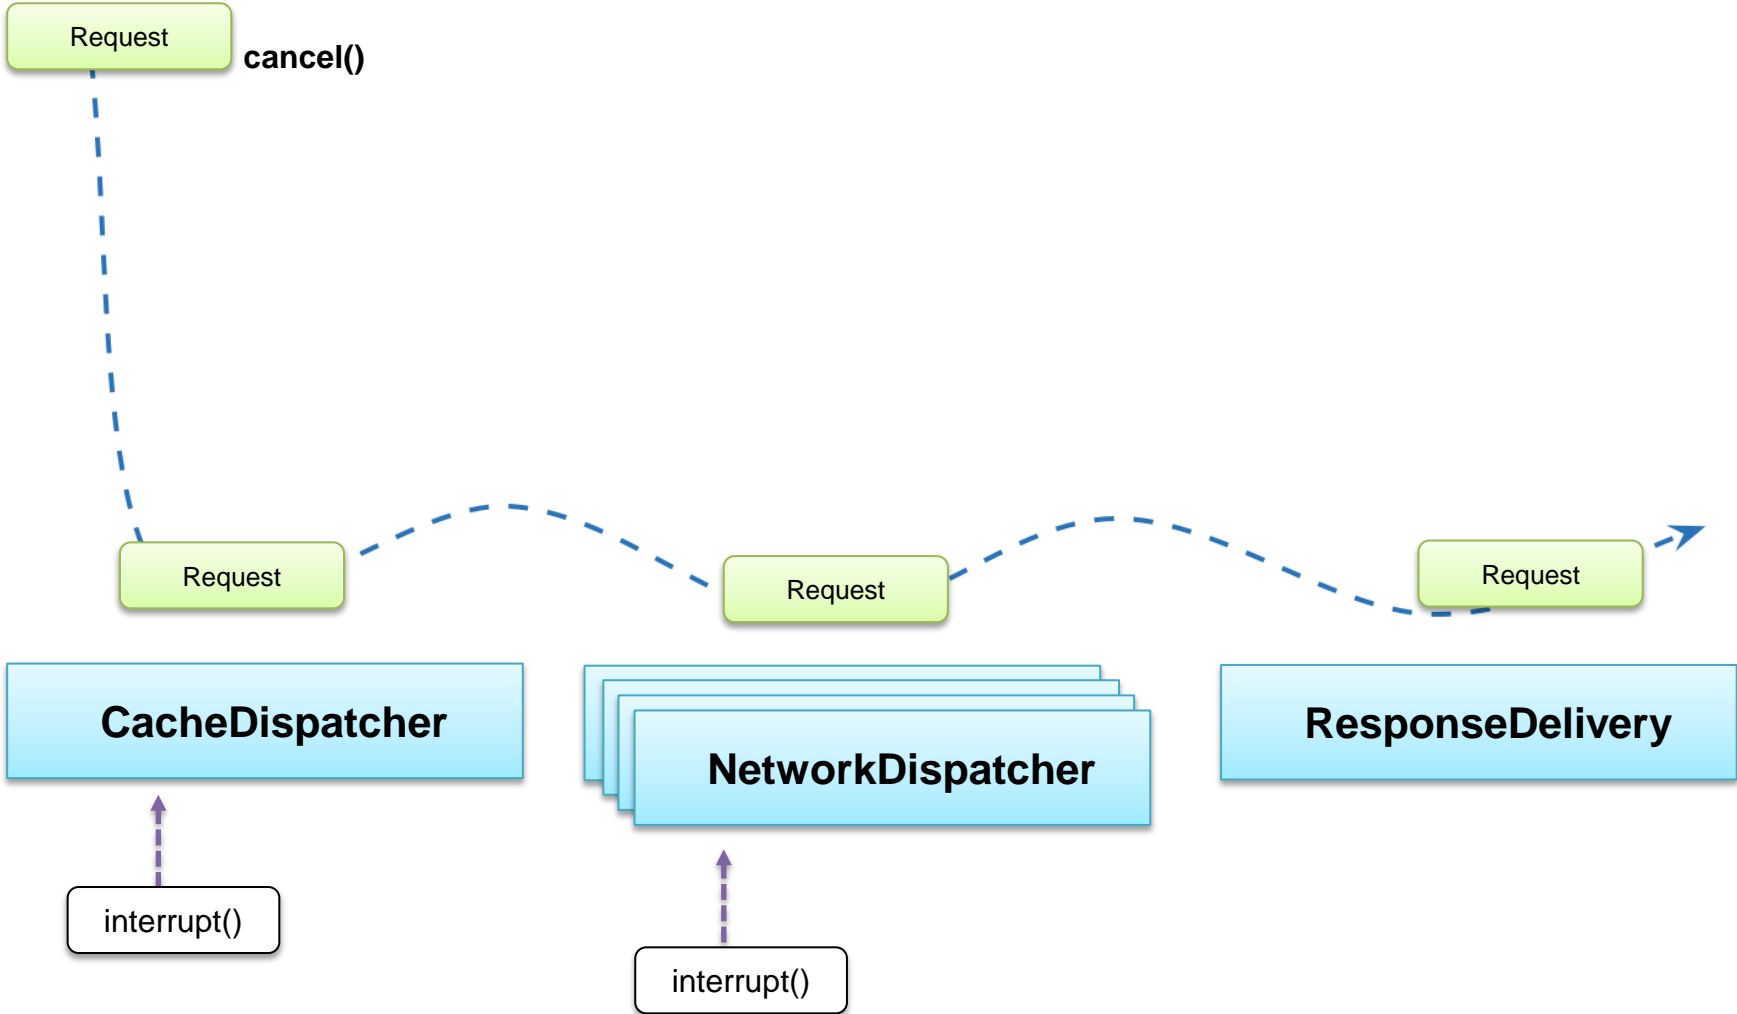 Request
cancel()
Request
Request
Request
CacheDispatcher
NetworkDispatcher
ResponseDelivery
interrupt()
interrupt()